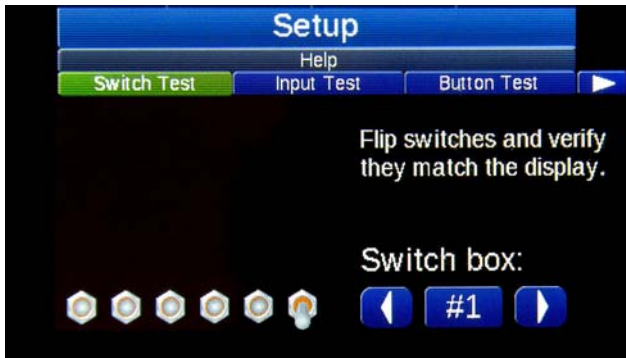 Setup
Help
Switch Test
Input Test
Button Test
Flip switches and verify
they match the display.
Switch box:
#1